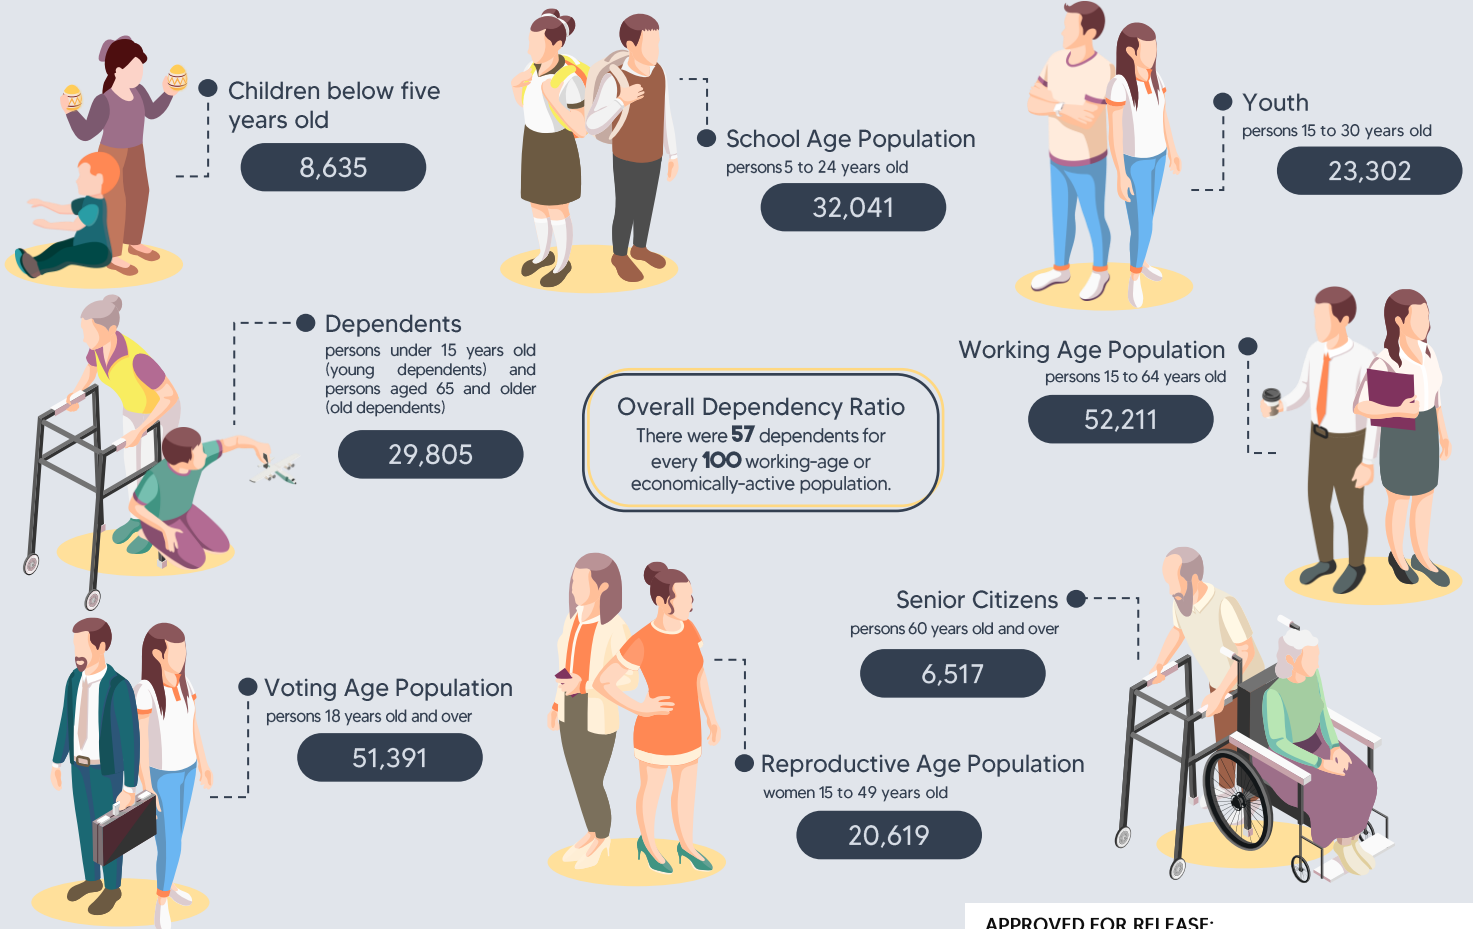 Children below five
years old
8,635
School Age Population
persons 5 to 24 years old
32,041
Youth
persons 15 to 30 years old
23,302
Dependents
persons under 15 years old
(young dependents) and
persons aged 65 and older
(old dependents)
29,805
Overall Dependency Ratio
There were 57 dependents for
every 100 working-age or
economically-active population.
Working Age Population
persons 15 to 64 years old
52,211
Voting Age Population
persons 18 years old and over
51,391
Senior Citizens
persons 60 years old and over
6,517
Reproductive Age Population
women 15 to 49 years old
20,619
APPROVED FOR RELEASE: